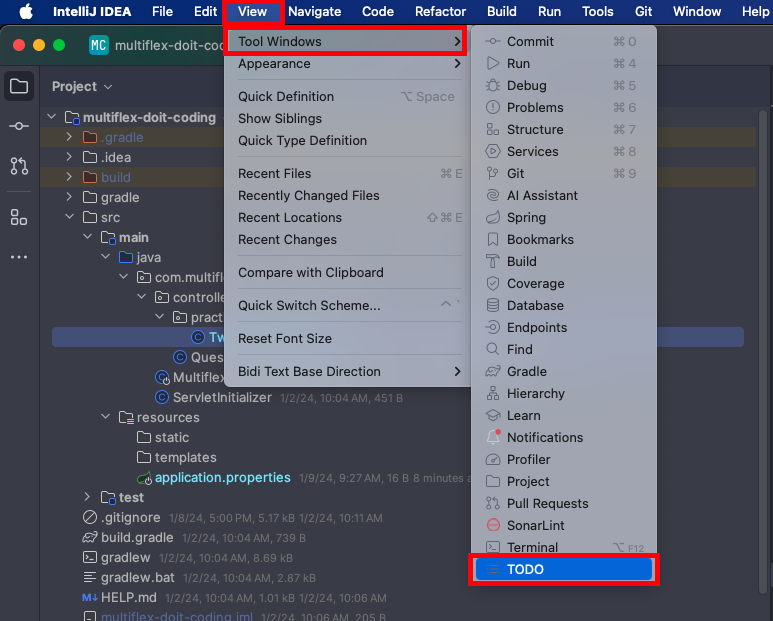 IntelliJ IDEA File Edit View Navigate Code Refactor Build Run Tools Git Window Help
MC multiflex-doit-cod
Project
multiflex-doit-coding
.gradle
.idea
build
gradle
src
main
java
com.multifl
controlle
pract
Tw
Ques
Multiflex
ServletInitializer 1/2/24, 10:04 AM, 451 B
resources
static
templates
application.properties 1/9/24, 9:27 AM, 16 B 8 minutes a
test
.gitignore 1/8/24, 5:00 PM, 5.17 kB 1/2/24, 10:11 AM
build.gradle 1/2/24, 10:04 AM, 739 B
gradlew 1/2/24, 10:04 AM, 8.69 kB
gradlew.bat 1/2/24, 10:04 AM, 2.87 kB
M↓ HELP.md 1/2/24, 10:04 AM, 1.01 kB 1/2/24, 10:06 AM
multiflex-doit-coding.iml 1/2/24, 10:06 AM, 205 B
Tool Windows
Appearance
Quick Definition ⌥ Space
Show Siblings
Quick Type Definition
Recent Files ⌘ E
Recently Changed Files
Recent Locations ⇧⌘ E
Recent Changes
Compare with Clipboard
Quick Switch Scheme... ^ `
Reset Font Size
Bidi Text Base Direction
Commit ⌘ 0
Run ⌘ 4
Debug ⌘ 5
Problems ⌘ 6
Structure ⌘ 7
Services ⌘ 8
Git ⌘ 9
AI Assistant
Spring
Bookmarks
Build
Coverage
Database
Endpoints
Find
Gradle
Hierarchy
Learn
Notifications
Profiler
Project
Pull Requests
SonarLint
Terminal ⌥ F12
TODO